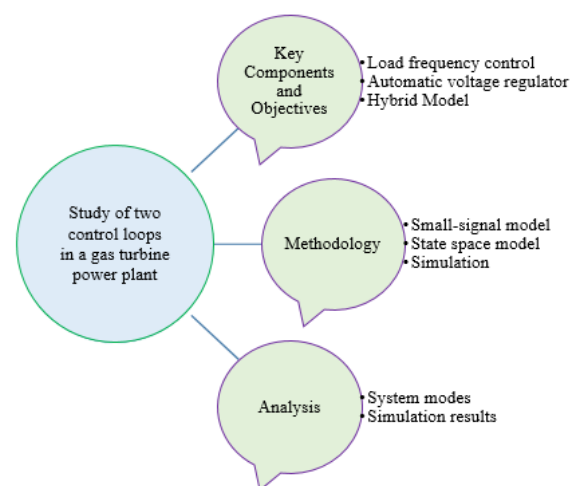 Key
Components
and
Objectives
• Load frequency control
• Automatic voltage regulator
• Hybrid Model
Study of two
control loops
in a gas turbine
power plant
Methodology
• Small-signal model
• State space model
• Simulation
Analysis
• System modes
• Simulation results